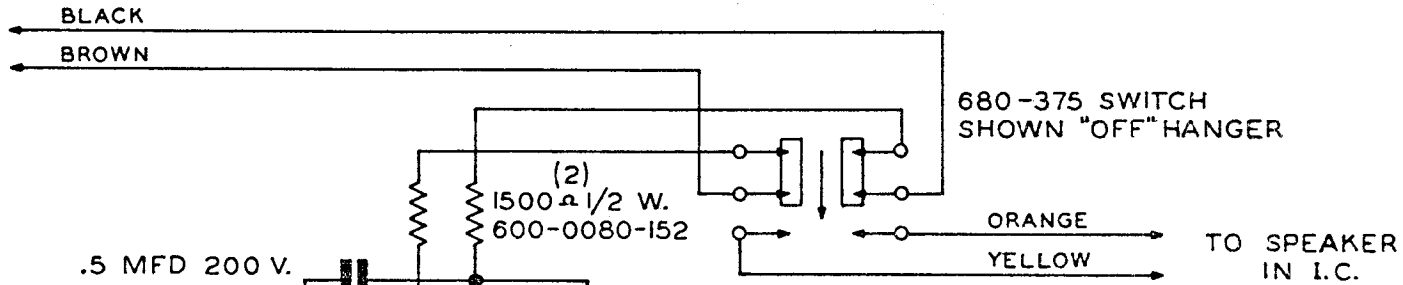 BLACK
BROWN
680-375 SWITCH
SHOWN "OFF" HANGER
(2)
1500 Ω 1/2 W.
600-0080-152
ORANGE
YELLOW
TO SPEAKER
IN I.C.
.5 MFD 200 V.